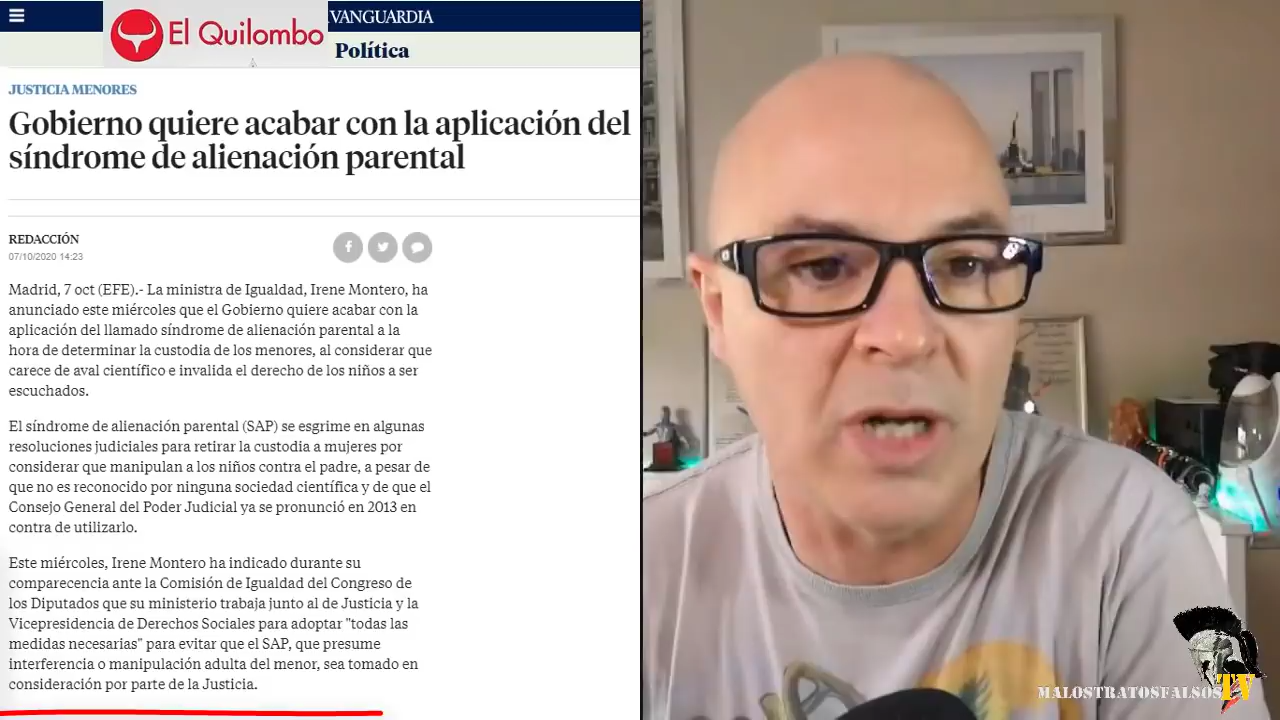 El Quilombo
VANGUARDIA
Política
JUSTICIA MENORES
Gobierno quiere acabar con la aplicación del
síndrome de alienación parental
REDACCIÓN
07/10/2020 14:23
Madrid, 7 oct (EFE).- La ministra de Igualdad, Irene Montero, ha
anunciado este miércoles que el Gobierno quiere acabar con la
aplicación del llamado síndrome de alienación parental a la
hora de determinar la custodia de los menores, al considerar que
carece de aval científico e invalida el derecho de los niños a ser
escuchados.
El síndrome de alienación parental (SAP) se esgrime en algunas
resoluciones judiciales para retirar la custodia a mujeres por
considerar que manipulan a los niños contra el padre, a pesar de
que no es reconocido por ninguna sociedad científica y de que el
Consejo General del Poder Judicial ya se pronunció en 2013 en
contra de utilizarlo.
Este miércoles, Irene Montero ha indicado durante su
comparecencia ante la Comisión de Igualdad del Congreso de
los Diputados que su ministerio trabaja junto al de Justicia y la
Vicepresidencia de Derechos Sociales para adoptar "todas las
medidas necesarias" para evitar que el SAP, que presume
interferencia o manipulación adulta del menor, sea tomado en
consideración por parte de la Justicia.
MALOSTRATOSFALSOS TV